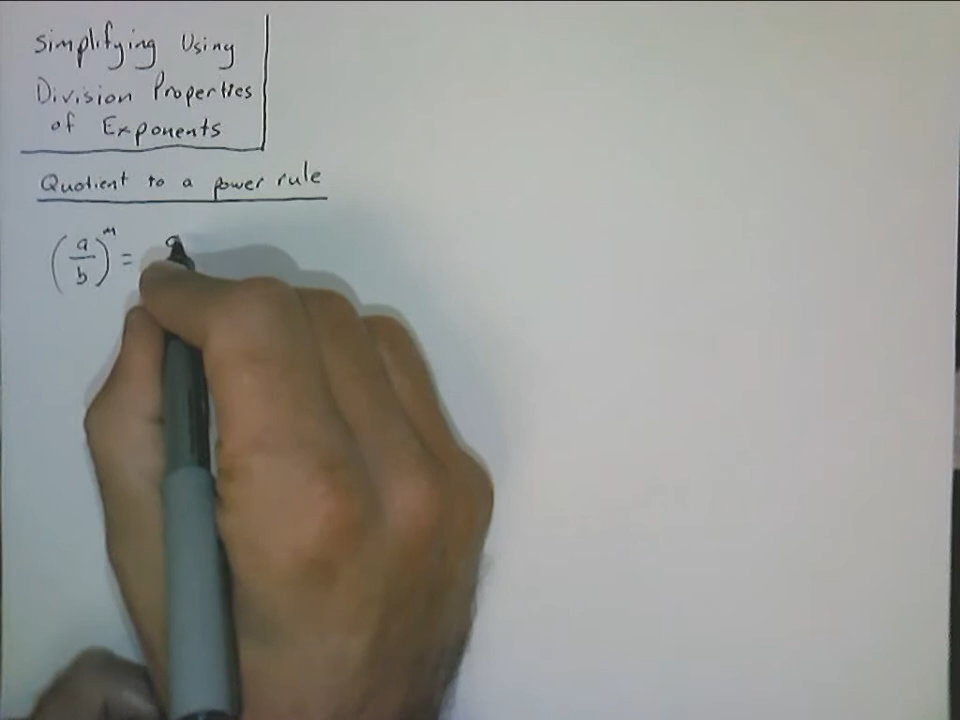 Simplifying Using
Division Properties
of Exponents
Quotient to a power rule
(a/b)^m = a